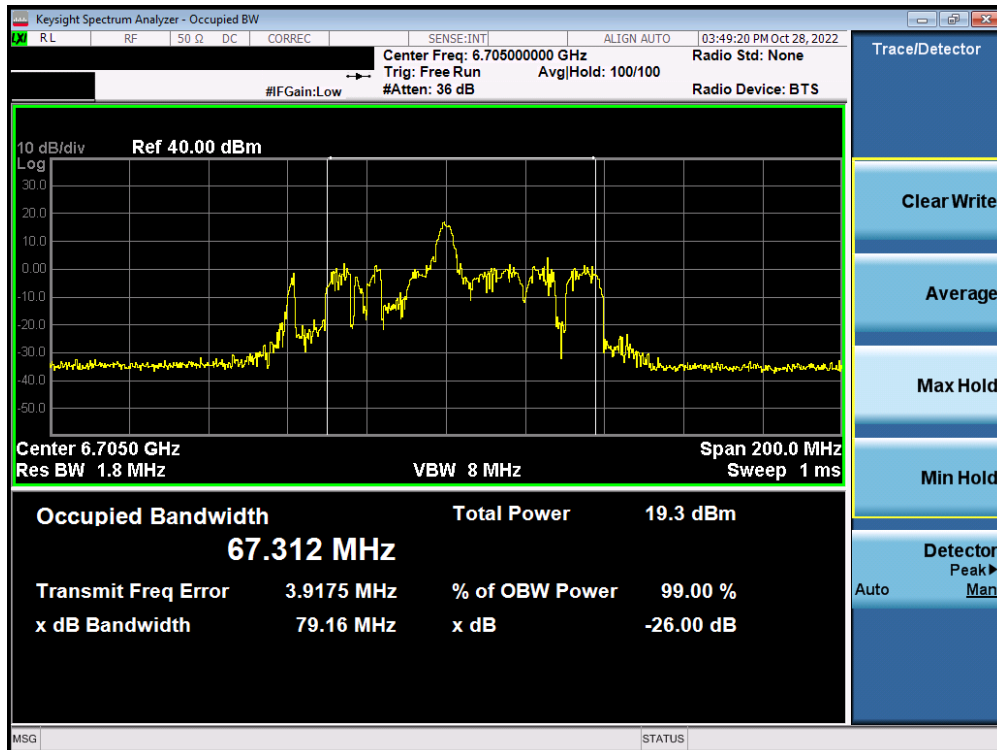 Keysight Spectrum Analyzer - Occupied BW
LXI RL RF 50 Ω DC CORREC SENSE:INT ALIGN AUTO 03:49:20 PM Oct 28, 2022
Center Freq: 6.705000000 GHz Radio Std: None
Trig: Free Run Avg|Hold: 100/100
#IFGain:Low #Atten: 36 dB Radio Device: BTS
10 dB/div Ref 40.00 dBm
Log
30.0
20.0
10.0
0.00
-10.0
-20.0
-30.0
-40.0
-50.0
Center 6.7050 GHz Span 200.0 MHz
Res BW 1.8 MHz VBW 8 MHz Sweep 1 ms
Occupied Bandwidth Total Power 19.3 dBm
67.312 MHz
Transmit Freq Error 3.9175 MHz % of OBW Power 99.00 %
x dB Bandwidth 79.16 MHz x dB -26.00 dB
MSG STATUS
Trace/Detector
Clear Write
Average
Max Hold
Min Hold
Detector
Peak▶
Auto Man